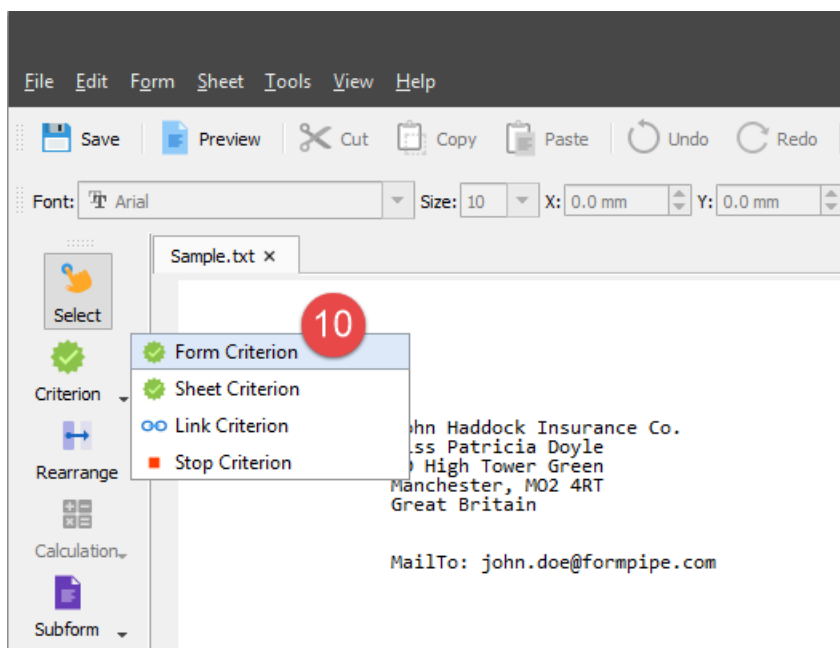 File Edit Form Sheet Tools View Help
Save Preview Cut Copy Paste Undo Redo
Font: Arial Size: 10 X: 0.0 mm Y: 0.0 mm
Sample.txt ×
Select
10
Form Criterion
Sheet Criterion
Link Criterion
Stop Criterion
Criterion
Rearrange
Calculation
Subform
Haddock Insurance Co.
Patricia Doyle
High Tower Green
Manchester, MO2 4RT
Great Britain
MailTo: john.doe@formpipe.com